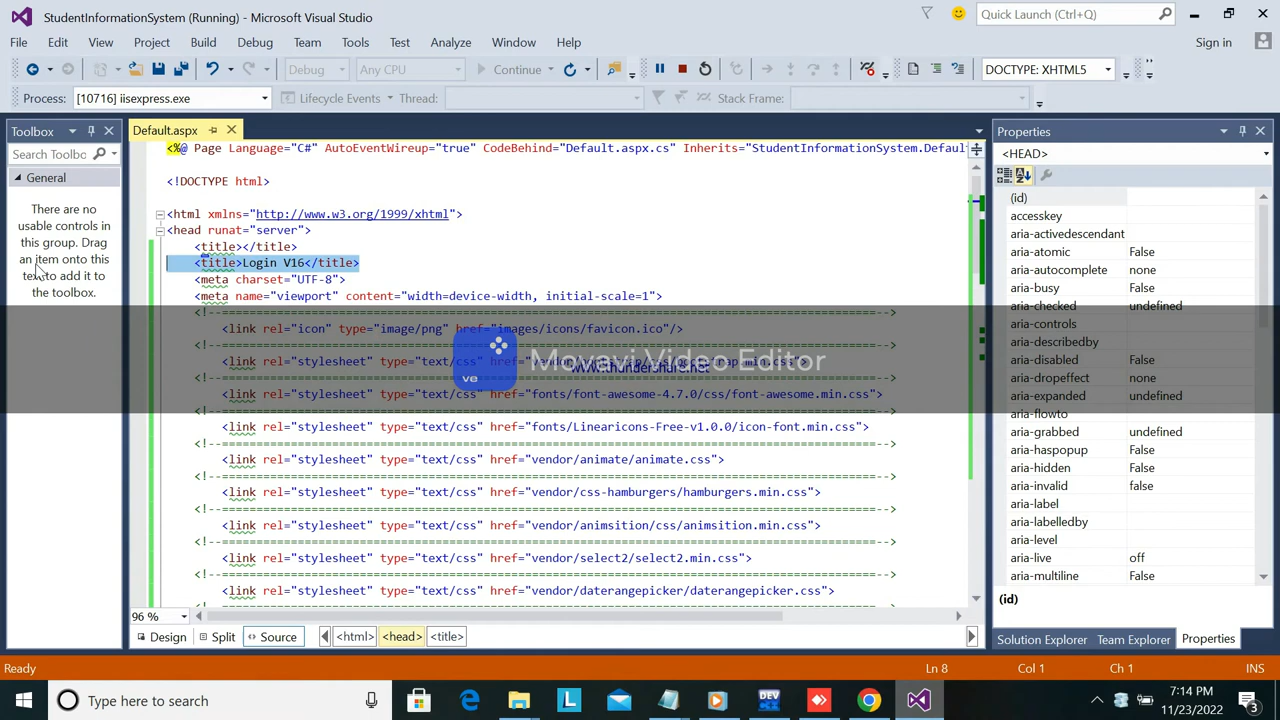 StudentInformationSystem (Running) - Microsoft Visual Studio
Quick Launch (Ctrl+Q)
File Edit View Project Build Debug Team Tools Test Analyze Window Help
Sign in
Debug Any CPU Continue DOCTYPE: XHTML5
Process: [10716] iisexpress.exe Lifecycle Events Thread: Stack Frame:
Toolbox
Search Toolbo
General
There are no
usable controls in
this group. Drag
an item onto this
text to add it to
the toolbox.
Default.aspx
<%@ Page Language="C#" AutoEventWireup="true" CodeBehind="Default.aspx.cs" Inherits="StudentInformationSystem.Default
<!DOCTYPE html>
<html xmlns="http://www.w3.org/1999/xhtml">
<head runat="server">
<title></title>
<title>Login V16</title>
<meta charset="UTF-8">
<meta name="viewport" content="width=device-width, initial-scale=1">
<!--===============================================================================================-->
<link rel="icon" type="image/png" href="images/icons/favicon.ico"/>
<!--===============================================================================================-->
<link rel="stylesheet" type="text/css" href="vendor/bootstrap/css/bootstrap.min.css">
<!--===============================================================================================-->
<link rel="stylesheet" type="text/css" href="fonts/font-awesome-4.7.0/css/font-awesome.min.css">
<!--===============================================================================================-->
<link rel="stylesheet" type="text/css" href="fonts/Linearicons-Free-v1.0.0/icon-font.min.css">
<!--===============================================================================================-->
<link rel="stylesheet" type="text/css" href="vendor/animate/animate.css">
<!--===============================================================================================-->
<link rel="stylesheet" type="text/css" href="vendor/css-hamburgers/hamburgers.min.css">
<!--===============================================================================================-->
<link rel="stylesheet" type="text/css" href="vendor/animsition/css/animsition.min.css">
<!--===============================================================================================-->
<link rel="stylesheet" type="text/css" href="vendor/select2/select2.min.css">
<!--===============================================================================================-->
<link rel="stylesheet" type="text/css" href="vendor/daterangepicker/daterangepicker.css">
<!--===============================================================================================-->
ve
Movavi Video Editor
www.thundershare.net
96 %
Design Split Source <html> <head> <title>
Properties
<HEAD>
(id)
accesskey
aria-activedescendant
aria-atomic False
aria-autocomplete none
aria-busy False
aria-checked undefined
aria-controls
aria-describedby
aria-disabled False
aria-dropeffect none
aria-expanded undefined
aria-flowto
aria-grabbed undefined
aria-haspopup False
aria-hidden False
aria-invalid false
aria-label
aria-labelledby
aria-level
aria-live off
aria-multiline False
(id)
Solution Explorer Team Explorer Properties
Ready Ln 8 Col 1 Ch 1 INS
Type here to search
L
DEV
7:14 PM
11/23/2022
3